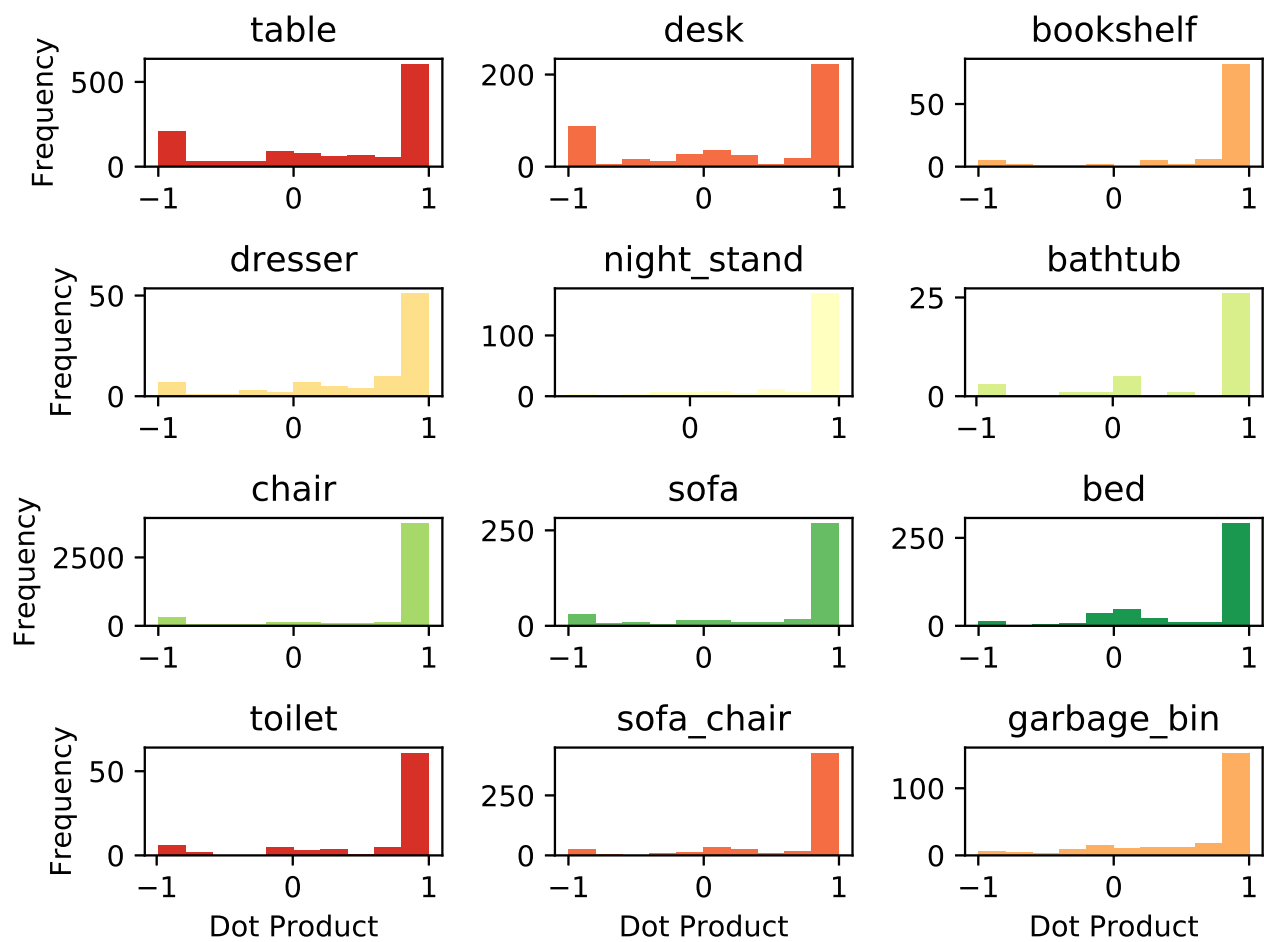 table desk bookshelf
Frequency 500 0 200 0 50 0
−1 0 1 −1 0 1 −1 0 1
dresser night_stand bathtub
Frequency 50 0 100 0 25 0
−1 0 1 0 1 −1 0 1
chair sofa bed
Frequency 2500 0 250 0 250 0
−1 0 1 −1 0 1 −1 0 1
toilet sofa_chair garbage_bin
Frequency 50 0 250 0 100 0
−1 0 1 −1 0 1 −1 0 1
Dot Product Dot Product Dot Product